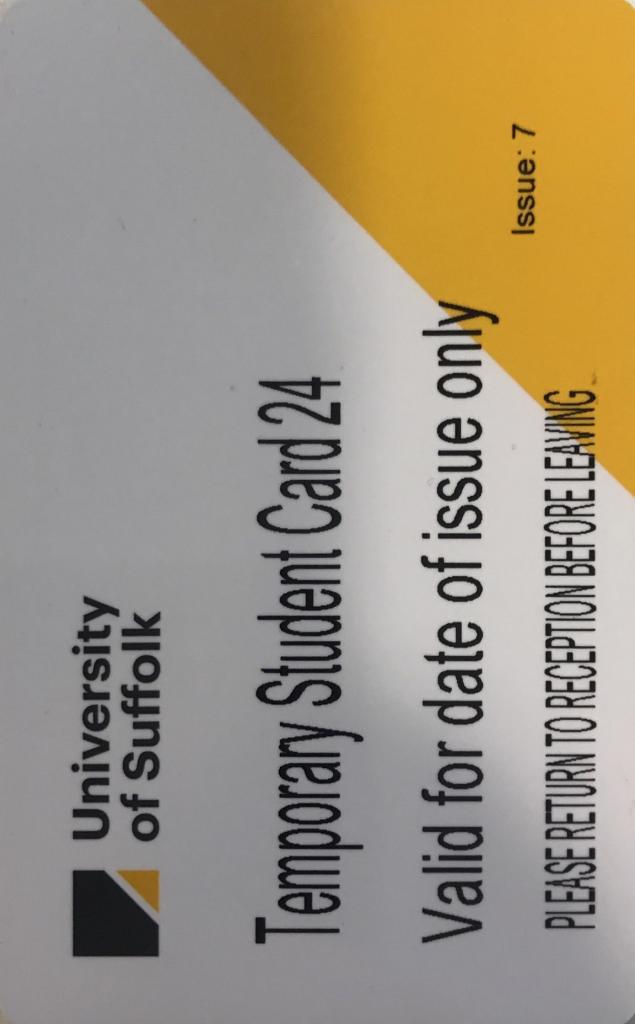 University
of Suffolk
Temporary Student Card 24
Valid for date of issue only
Issue: 7
PLEASE RETURN TO RECEPTION BEFORE LEAVING